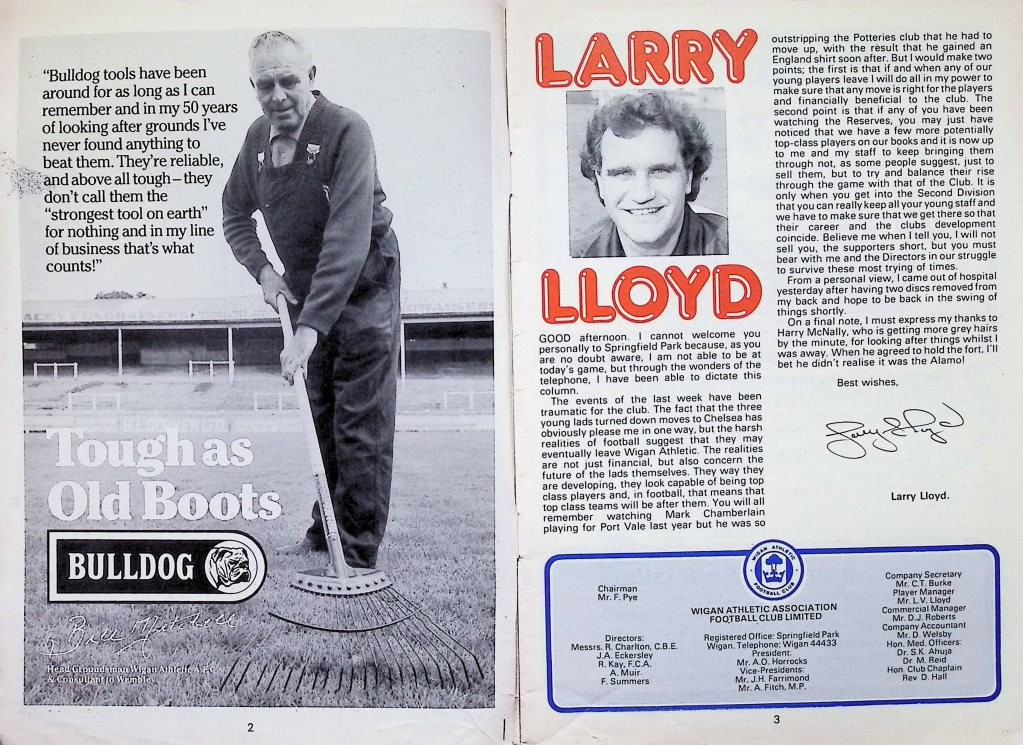 “Bulldog tools have been
around for as long as I can
remember and in my 50 years
of looking after grounds I've
never found anything to
beat them. They're reliable,
and above all tough – they
don't call them the
“strongest tool on earth”
for nothing and in my line
of business that's what
counts!”
Tough as
Old Boots
BULLDOG
Bill Mitchell
Head Groundsman Wigan Athletic A.F.C
& Consultant to Wembley
2
LARRY
LLOYD
GOOD afternoon. I cannot welcome you
personally to Springfield Park because, as you
are no doubt aware, I am not able to be at
today's game, but through the wonders of the
telephone, I have been able to dictate this
column.
The events of the last week have been
traumatic for the club. The fact that the three
young lads turned down moves to Chelsea has
obviously please me in one way, but the harsh
realities of football suggest that they may
eventually leave Wigan Athletic. The realities
are not just financial, but also concern the
future of the lads themselves. They way they
are developing, they look capable of being top
class players and, in football, that means that
top class teams will be after them. You will all
remember watching Mark Chamberlain
playing for Port Vale last year but he was so
outstripping the Potteries club that he had to
move up, with the result that he gained an
England shirt soon after. But I would make two
points; the first is that if and when any of our
young players leave I will do all in my power to
make sure that any move is right for the players
and financially beneficial to the club. The
second point is that if any of you have been
watching the Reserves, you may just have
noticed that we have a few more potentially
top-class players on our books and it is now up
to me and my staff to keep bringing them
through not, as some people suggest, just to
sell them, but to try and balance their rise
through the game with that of the Club. It is
only when you get into the Second Division
that you can really keep all your young staff and
we have to make sure that we get there so that
their career and the clubs development
coincide. Believe me when I tell you, I will not
sell you, the supporters short, but you must
bear with me and the Directors in our struggle
to survive these most trying of times.
From a personal view, I came out of hospital
yesterday after having two discs removed from
my back and hope to be back in the swing of
things shortly.
On a final note, I must express my thanks to
Harry McNally, who is getting more grey hairs
by the minute, for looking after things whilst I
was away. When he agreed to hold the fort, I'll
bet he didn't realise it was the Alamo!
Best wishes,
Larry Lloyd
Larry Lloyd.
Chairman
Mr. F. Pye
Directors:
Messrs. R. Charlton, C.B.E.
J.A. Eckersley
R. Kay, F.C.A.
A. Muir
F. Summers
WIGAN ATHLETIC
FOOTBALL CLUB
WIGAN ATHLETIC ASSOCIATION
FOOTBALL CLUB LIMITED
Registered Office: Springfield Park
Wigan. Telephone: Wigan 44433
President.
Mr. A.O. Horrocks
Vice-Presidents:
Mr. J.H. Farrimond
Mr. A. Fitch. M.P.
Company Secretary
Mr. C.T. Burke
Player Manager
Mr. L.V. Lloyd
Commercial Manager
Mr. D.J. Roberts
Company Accountant
Mr. D. Welsby
Hon. Med. Officers:
Dr. S.K. Ahuja
Dr. M. Reid
Hon. Club Chaplain
Rev. D. Hall
3